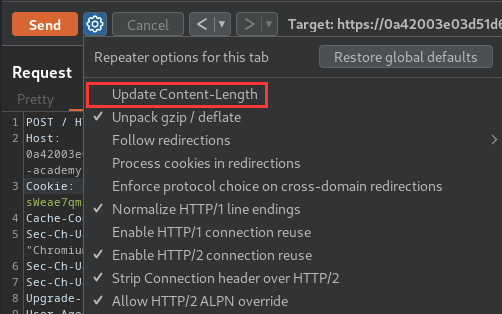 Send Cancel < > Target: https://0a42003e03d51d6
Repeater options for this tab Restore global defaults
Request
Pretty
Update Content-Length
✓ Unpack gzip / deflate
Follow redirections >
Process cookies in redirections
Enforce protocol choice on cross-domain redirections
✓ Normalize HTTP/1 line endings
Enable HTTP/1 connection reuse
✓ Enable HTTP/2 connection reuse
✓ Strip Connection header over HTTP/2
✓ Allow HTTP/2 ALPN override
1 POST / H
2 Host:
0a42003e
-academy
3 Cookie:
sWeae7qm
4 Cache-Co
5 Sec-Ch-U
"Chromiu
6 Sec-Ch-U
7 Sec-Ch-U
8 Upgrade-